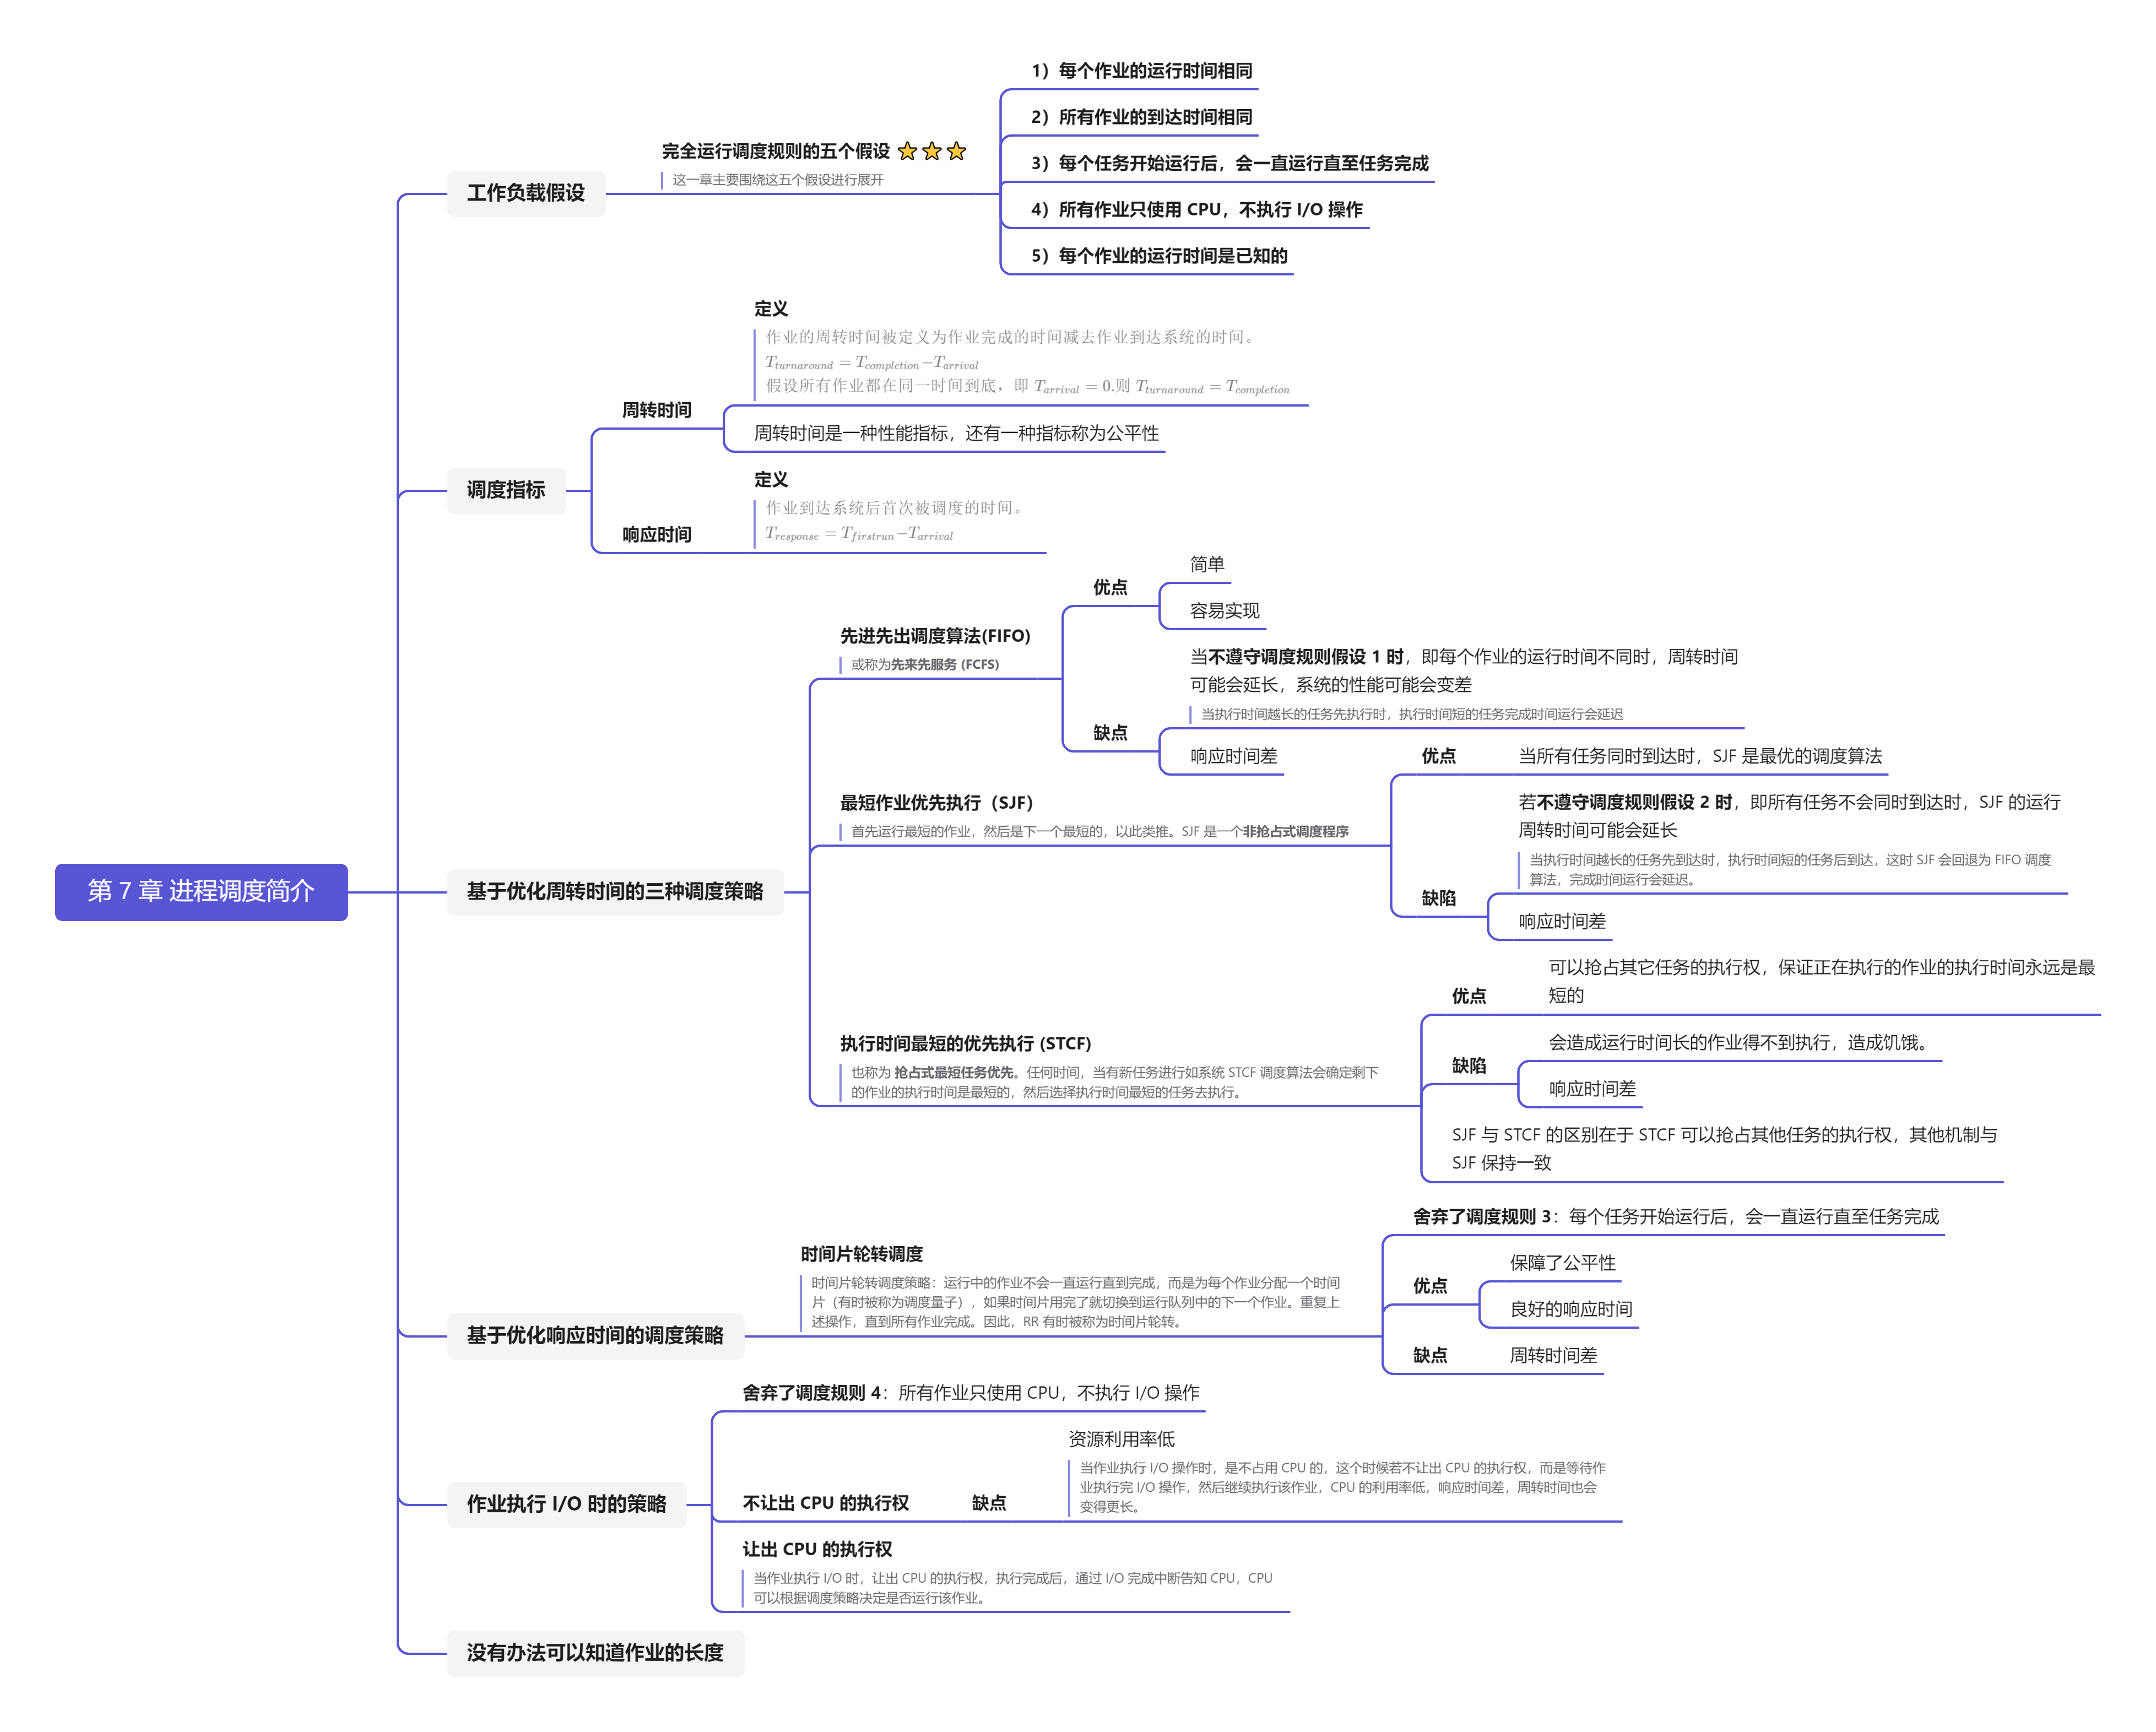 第 7 章 进程调度简介
工作负载假设
完全运行调度规则的五个假设 ⭐⭐⭐
这一章主要围绕这五个假设进行展开
1）每个作业的运行时间相同
2）所有作业的到达时间相同
3）每个任务开始运行后，会一直运行直至任务完成
4）所有作业只使用 CPU，不执行 I/O 操作
5）每个作业的运行时间是已知的
调度指标
周转时间
定义
作业的周转时间被定义为作业完成的时间减去作业到达系统的时间。
T_{turnaround} = T_{completion} − T_{arrival}
假设所有作业都在同一时间到底，即 T_{arrival} = 0.则 T_{turnaround} = T_{completion}
周转时间是一种性能指标，还有一种指标称为公平性
响应时间
定义
作业到达系统后首次被调度的时间。
T_{response} = T_{firstrun} − T_{arrival}
基于优化周转时间的三种调度策略
先进先出调度算法(FIFO)
或称为先来先服务 (FCFS)
优点
简单
容易实现
缺点
当不遵守调度规则假设 1 时，即每个作业的运行时间不同时，周转时间
可能会延长，系统的性能可能会变差
当执行时间越长的任务先执行时，执行时间短的任务完成时间运行会延迟
响应时间差
最短作业优先执行（SJF）
首先运行最短的作业，然后是下一个最短的，以此类推。SJF 是一个非抢占式调度程序
优点
当所有任务同时到达时，SJF 是最优的调度算法
缺陷
若不遵守调度规则假设 2 时，即所有任务不会同时到达时，SJF 的运行
周转时间可能会延长
当执行时间越长的任务先到达时，执行时间短的任务后到达，这时 SJF 会回退为 FIFO 调度
算法，完成时间运行会延迟。
响应时间差
执行时间最短的优先执行 (STCF)
也称为 抢占式最短任务优先。任何时间，当有新任务进行如系统 STCF 调度算法会确定剩下
的作业的执行时间是最短的，然后选择执行时间最短的任务去执行。
优点
可以抢占其它任务的执行权，保证正在执行的作业的执行时间永远是最
短的
缺陷
会造成运行时间长的作业得不到执行，造成饥饿。
响应时间差
SJF 与 STCF 的区别在于 STCF 可以抢占其他任务的执行权，其他机制与
SJF 保持一致
基于优化响应时间的调度策略
时间片轮转调度
时间片轮转调度策略：运行中的作业不会一直运行直到完成，而是为每个作业分配一个时间
片（有时被称为调度量子），如果时间片用完了就切换到运行队列中的下一个作业。重复上
述操作，直到所有作业完成。因此，RR 有时被称为时间片轮转。
舍弃了调度规则 3：每个任务开始运行后，会一直运行直至任务完成
优点
保障了公平性
良好的响应时间
缺点
周转时间差
作业执行 I/O 时的策略
舍弃了调度规则 4：所有作业只使用 CPU，不执行 I/O 操作
不让出 CPU 的执行权
缺点
资源利用率低
当作业执行 I/O 操作时，是不占用 CPU 的，这个时候若不让出 CPU 的执行权，而是等待作
业执行完 I/O 操作，然后继续执行该作业，CPU 的利用率低，响应时间差，周转时间也会
变得更长。
让出 CPU 的执行权
当作业执行 I/O 时，让出 CPU 的执行权，执行完成后，通过 I/O 完成中断告知 CPU，CPU
可以根据调度策略决定是否运行该作业。
没有办法可以知道作业的长度